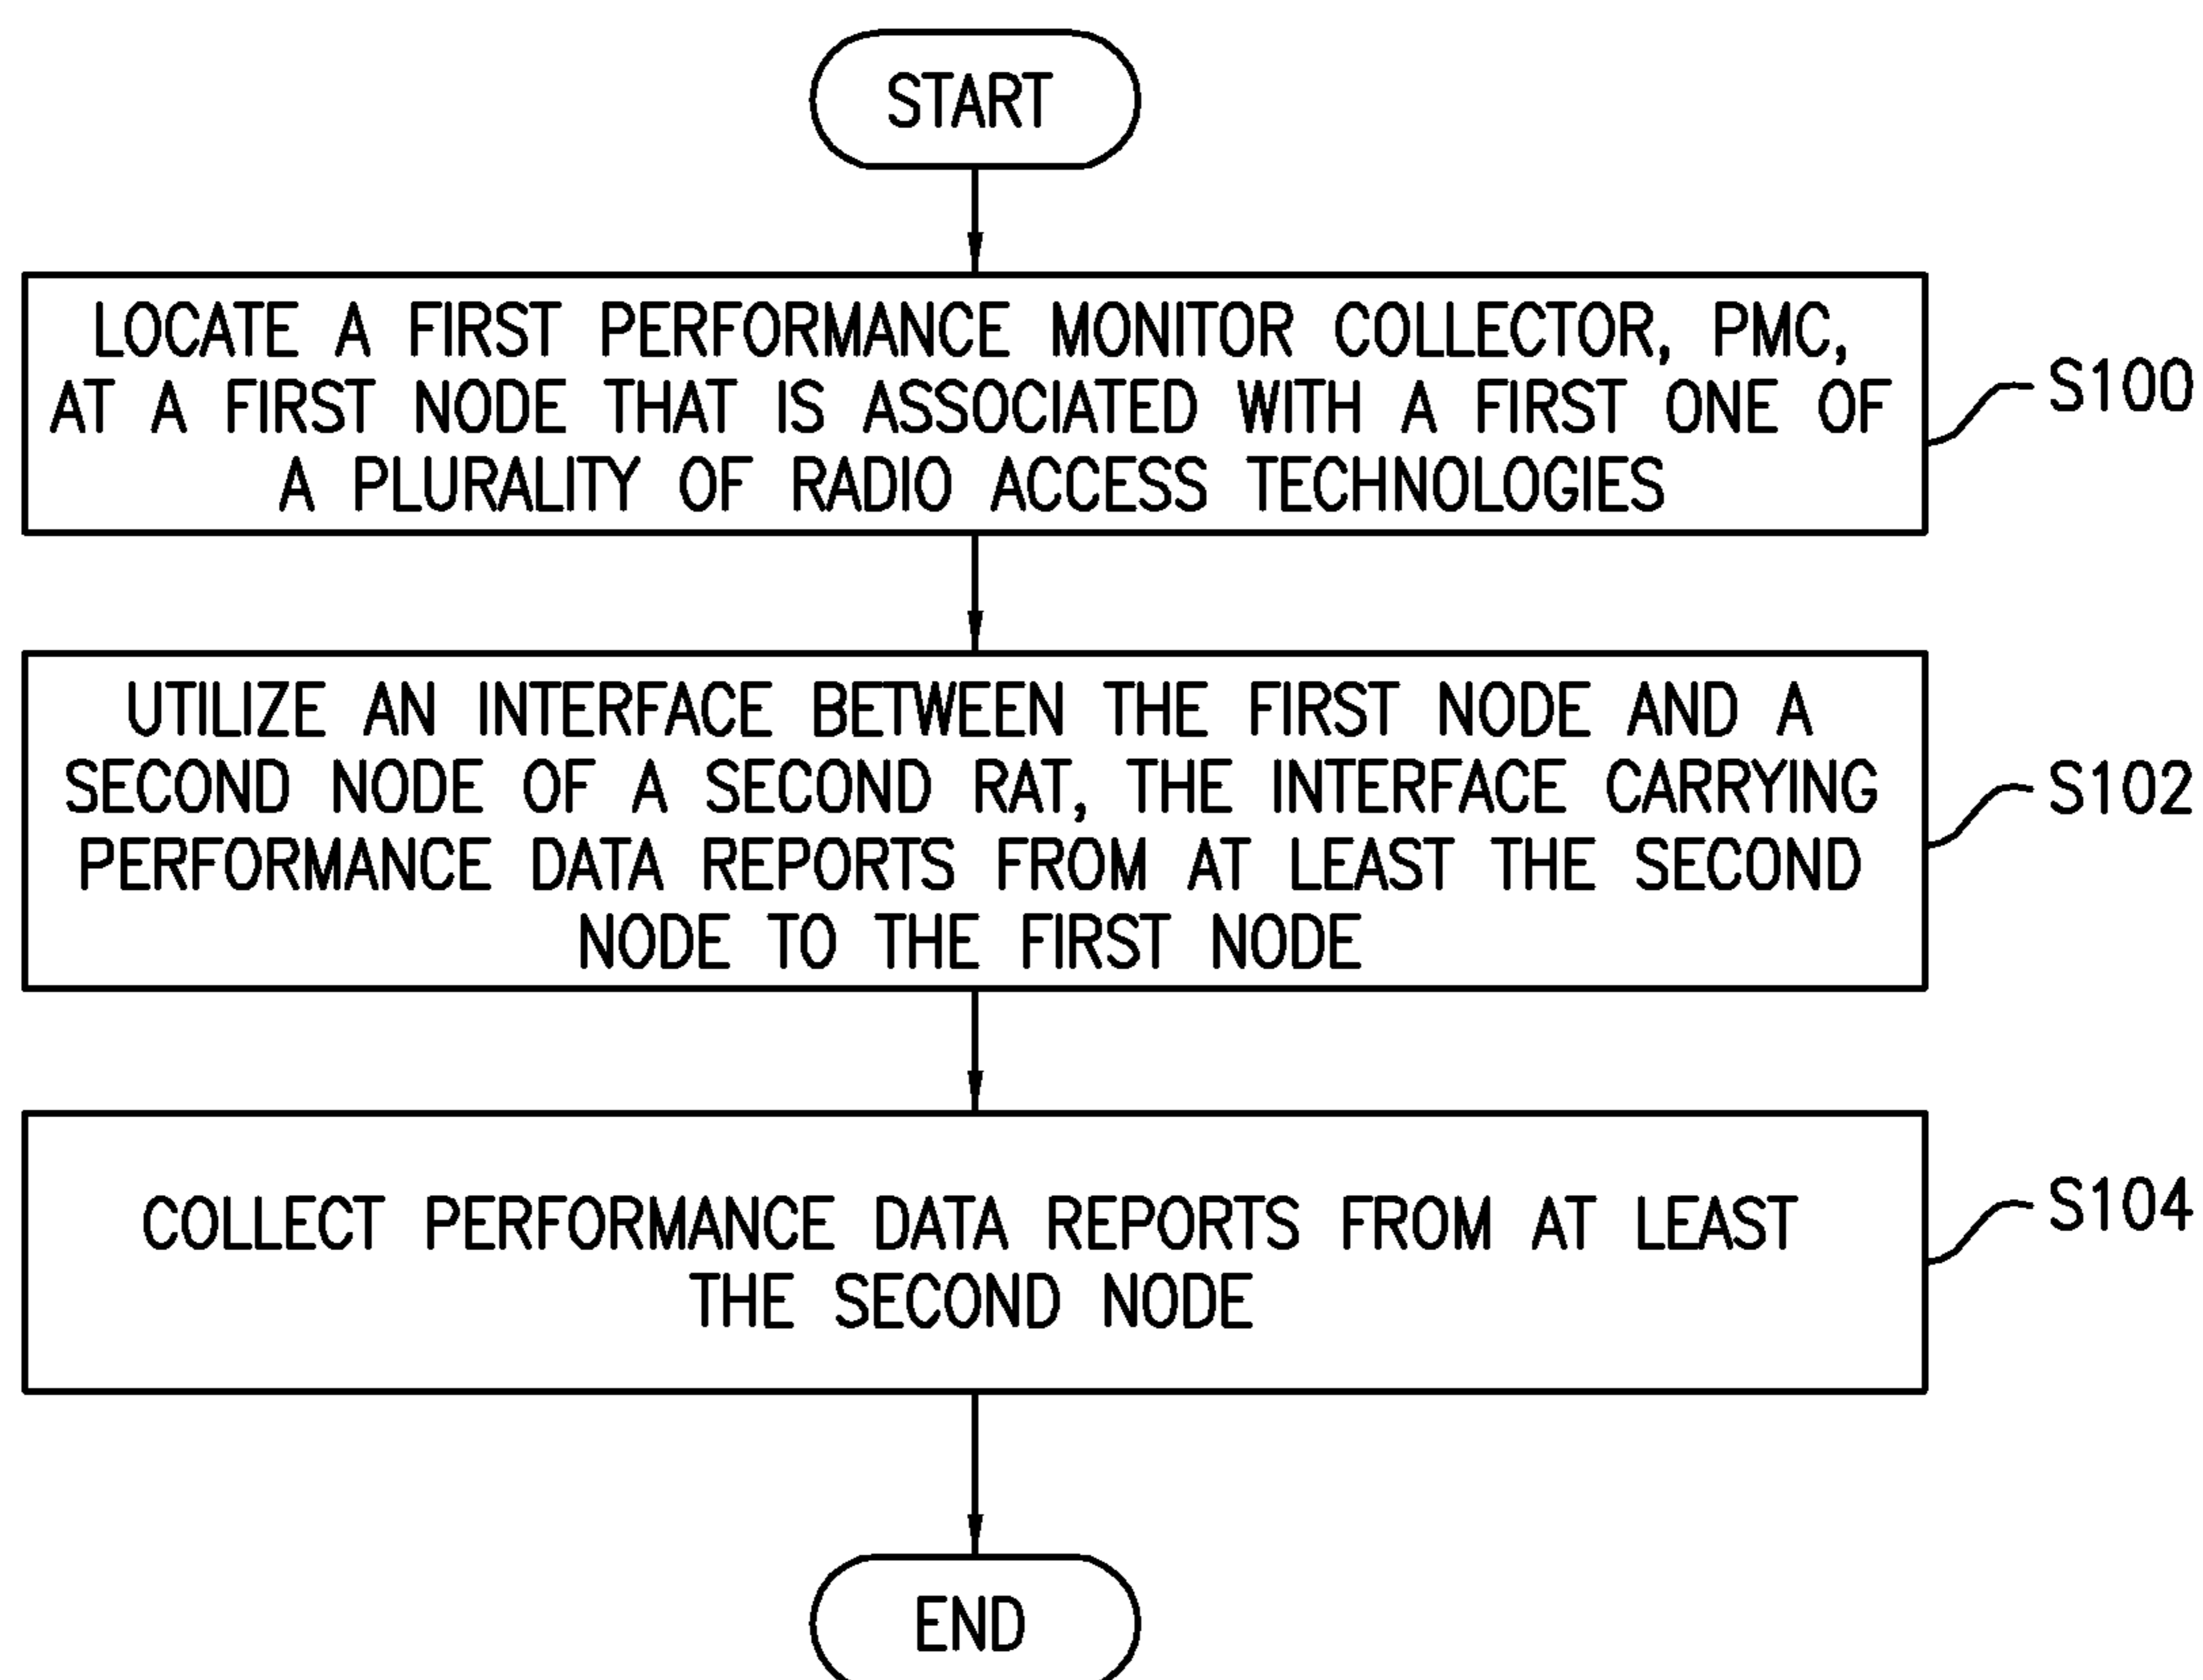 START
LOCATE A FIRST PERFORMANCE MONITOR COLLECTOR, PMC,
AT A FIRST NODE THAT IS ASSOCIATED WITH A FIRST ONE OF
A PLURALITY OF RADIO ACCESS TECHNOLOGIES
S100
UTILIZE AN INTERFACE BETWEEN THE FIRST NODE AND A
SECOND NODE OF A SECOND RAT, THE INTERFACE CARRYING
PERFORMANCE DATA REPORTS FROM AT LEAST THE SECOND
NODE TO THE FIRST NODE
S102
COLLECT PERFORMANCE DATA REPORTS FROM AT LEAST
THE SECOND NODE
S104
END